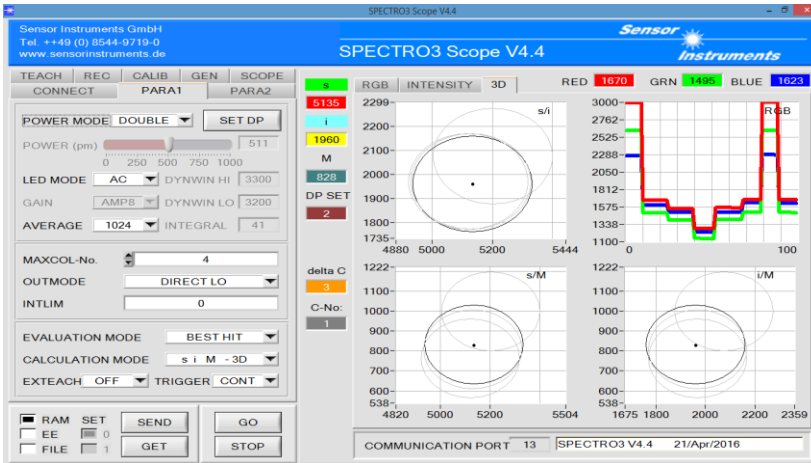 SPECTRO3 Scope V4.4
Sensor Instruments GmbH
Tel. ++49 (0) 8544-9719-0
www.sensorinstruments.de
SPECTRO3 Scope V4.4
Sensor
Instruments
TEACH REC CALIB GEN SCOPE
CONNECT PARA1 PARA2
POWER MODE DOUBLE SET DP
POWER (pm) 511
0 250 500 750 1000
LED MODE AC DYNWIN HI 3300
GAIN AMP8 DYNWIN LO 3200
AVERAGE 1024 INTEGRAL 41
MAXCOL-No. 4
OUTMODE DIRECT LO
INTLIM 0
EVALUATION MODE BEST HIT
CALCULATION MODE s i M - 3D
EXTEACH OFF TRIGGER CONT
RAM SET
EE 0
FILE 1
SEND GO
GET STOP
s
5135
i
1960
M
828
DP SET
2
delta C
3
C-No:
1
RGB INTENSITY 3D
RED 1670 GRN 1495 BLUE 1623
s/i
2299
2200
2100
2000
1900
1800
1735
4880 5000 5200 5444
RGB
3000
2762
2525
2288
2050
1812
1575
1338
1100
0 100
s/M
1222
1100
1000
900
800
700
600
538
4820 5000 5200 5504
i/M
1222
1100
1000
900
800
700
600
538
1675 1800 2000 2200 2359
COMMUNICATION PORT 13 SPECTRO3 V4.4 21/Apr/2016